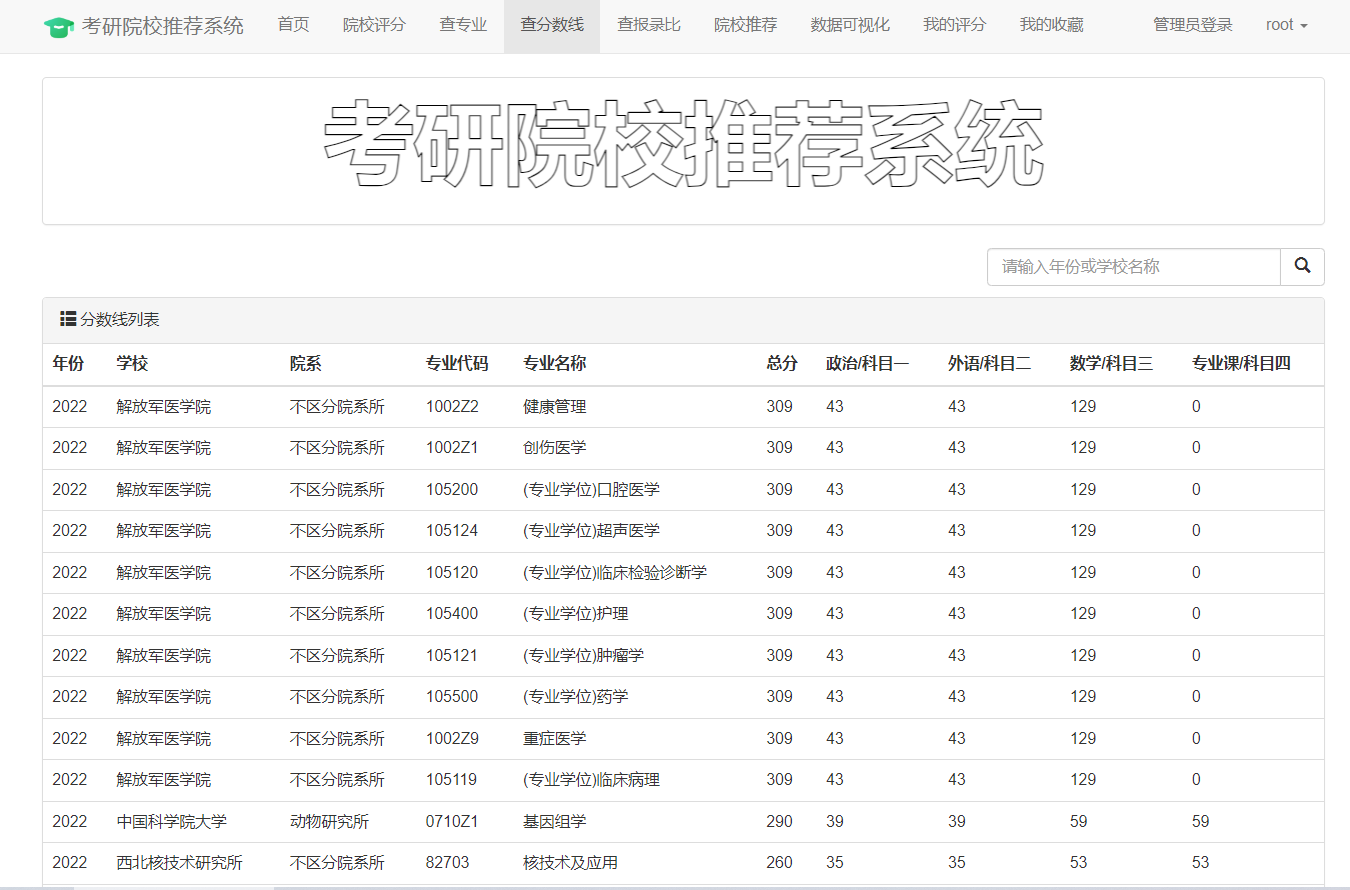 考研院校推荐系统 首页 院校评分 查专业 查分数线 查报录比 院校推荐 数据可视化 我的评分 我的收藏 管理员登录 root
考研院校推荐系统
请输入年份或学校名称
分数线列表
年份 学校 院系 专业代码 专业名称 总分 政治/科目一 外语/科目二 数学/科目三 专业课/科目四
2022 解放军医学院 不区分院系所 1002Z2 健康管理 309 43 43 129 0
2022 解放军医学院 不区分院系所 1002Z1 创伤医学 309 43 43 129 0
2022 解放军医学院 不区分院系所 105200 (专业学位)口腔医学 309 43 43 129 0
2022 解放军医学院 不区分院系所 105124 (专业学位)超声医学 309 43 43 129 0
2022 解放军医学院 不区分院系所 105120 (专业学位)临床检验诊断学 309 43 43 129 0
2022 解放军医学院 不区分院系所 105400 (专业学位)护理 309 43 43 129 0
2022 解放军医学院 不区分院系所 105121 (专业学位)肿瘤学 309 43 43 129 0
2022 解放军医学院 不区分院系所 105500 (专业学位)药学 309 43 43 129 0
2022 解放军医学院 不区分院系所 1002Z9 重症医学 309 43 43 129 0
2022 解放军医学院 不区分院系所 105119 (专业学位)临床病理 309 43 43 129 0
2022 中国科学院大学 动物研究所 0710Z1 基因组学 290 39 39 59 59
2022 西北核技术研究所 不区分院系所 82703 核技术及应用 260 35 35 53 53